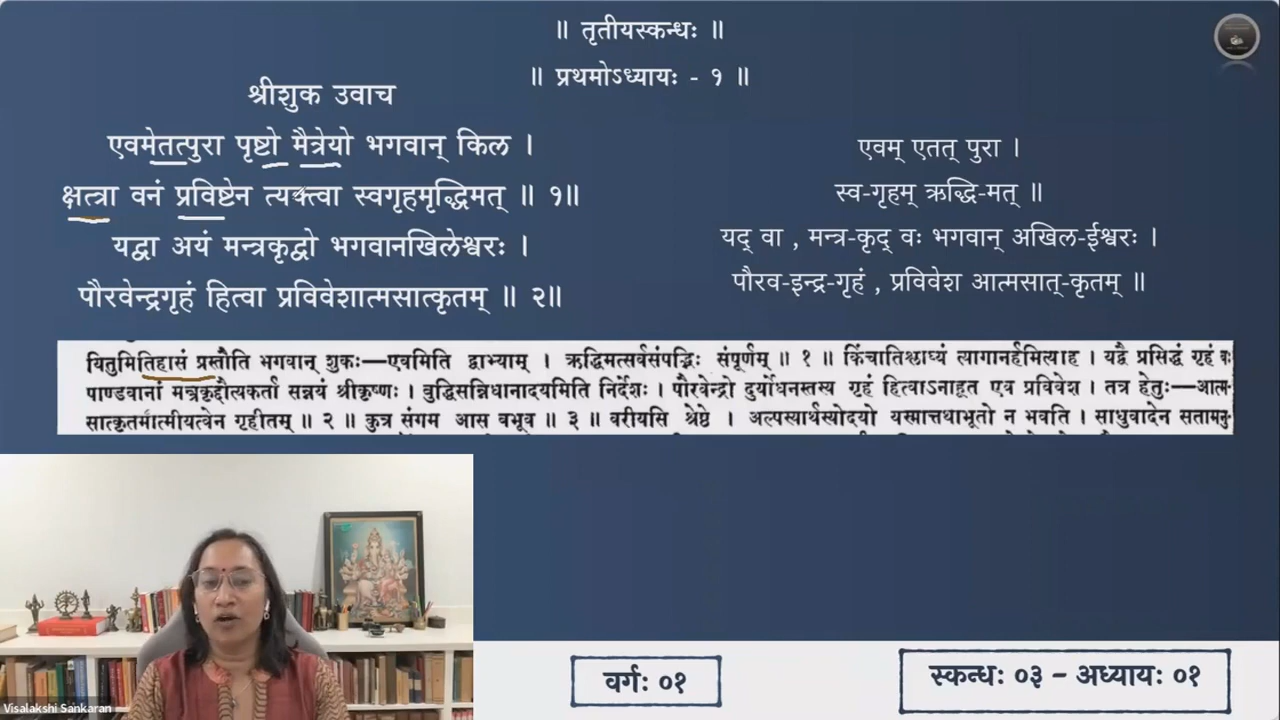 ॥ तृतीयस्कन्धः ॥
॥ प्रथमोऽध्यायः - १ ॥
श्रीशुक उवाच
एवमेतत्पुरा पृष्टो मैत्रेयो भगवान् किल ।
क्षत्त्रा वनं प्रविष्टेन त्यक्त्वा स्वगृहमृद्धिमत् ॥ १॥
यद्वा अयं मन्त्रकृद्वो भगवानखिलेश्वरः ।
पौरवेन्द्रगृहं हित्वा प्रविवेशात्मसात्कृतम् ॥ २॥
एवम् एतत् पुरा ।
स्व-गृहम् ऋद्धि-मत् ॥
यद् वा , मन्त्र-कृद् वः भगवान् अखिल-ईश्वरः ।
पौरव-इन्द्र-गृहं , प्रविवेश आत्मसात्-कृतम् ॥
यितुमितिहासं प्रस्तौति भगवान् शुकः—एवमिति द्वाभ्याम् । ऋद्धिमत्सर्वसंपद्भिः संपूर्णम् ॥ १ ॥ किंचातिश्लाघ्यं त्यागानर्हमित्याह । यद्वै प्रसिद्धं गृहं वः
पाण्डवानां मन्त्रकृद्दौत्यकर्ता सन्नयं श्रीकृष्णः । बुद्धिसन्निधानादयमिति निर्देशः । पौरवेन्द्रो दुर्योधनस्तस्य गृहं हित्वाऽनाहूत एव प्रविवेश । तत्र हेतुः—आत्म-
सात्कृतमात्मीयत्वेन गृहीतम् ॥ २ ॥ कुत्र संगम आस बभूव ॥ ३ ॥ वरीयसि श्रेष्ठे । अल्पस्यार्थस्योदयो यस्मात्तथाभूतो न भवति । साधुवादेन सतामनु-
Visalakshi Sankaran
वर्गः ०१
स्कन्धः ०३ – अध्यायः ०१